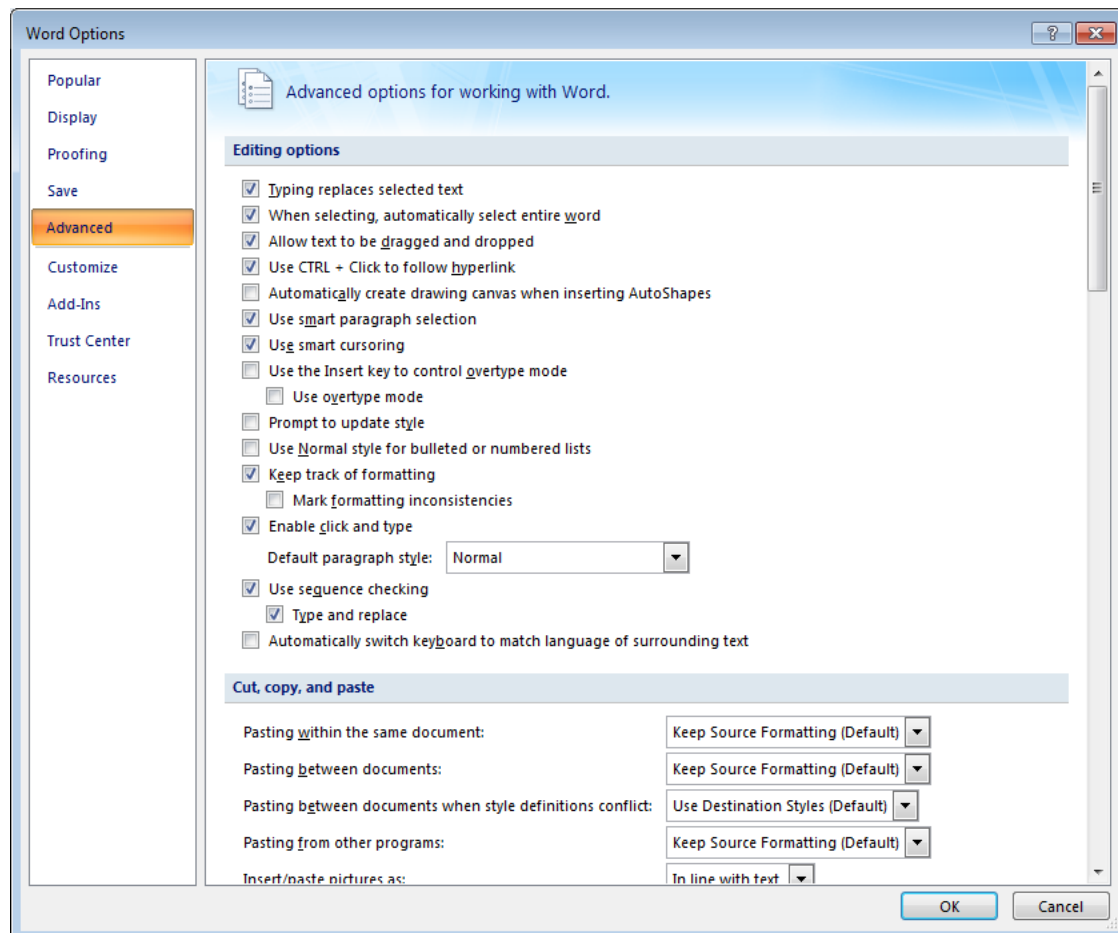 Word Options
Popular
Display
Proofing
Save
Advanced
Customize
Add-Ins
Trust Center
Resources
Advanced options for working with Word.
Editing options
Typing replaces selected text
When selecting, automatically select entire word
Allow text to be dragged and dropped
Use CTRL + Click to follow hyperlink
Automatically create drawing canvas when inserting AutoShapes
Use smart paragraph selection
Use smart cursoring
Use the Insert key to control overtype mode
Use overtype mode
Prompt to update style
Use Normal style for bulleted or numbered lists
Keep track of formatting
Mark formatting inconsistencies
Enable click and type
Default paragraph style: Normal
Use sequence checking
Type and replace
Automatically switch keyboard to match language of surrounding text
Cut, copy, and paste
Pasting within the same document: Keep Source Formatting (Default)
Pasting between documents: Keep Source Formatting (Default)
Pasting between documents when style definitions conflict: Use Destination Styles (Default)
Pasting from other programs: Keep Source Formatting (Default)
Insert/paste pictures as: In line with text
OK Cancel